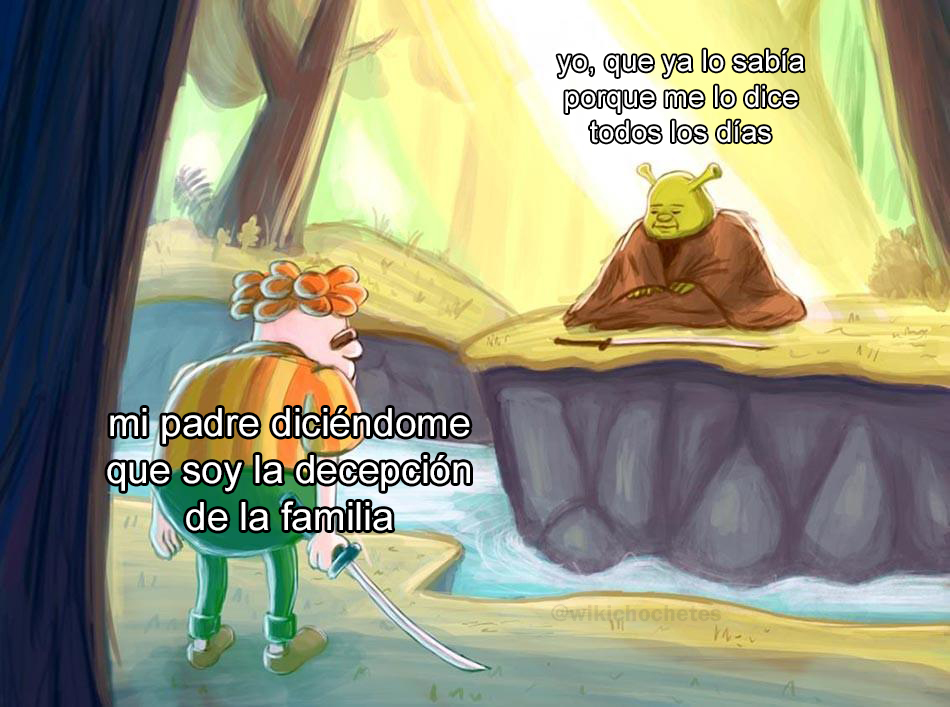 yo, que ya lo sabía
porque me lo dice
todos los días
mi padre diciéndome
que soy la decepción
de la familia
@wikichochetes